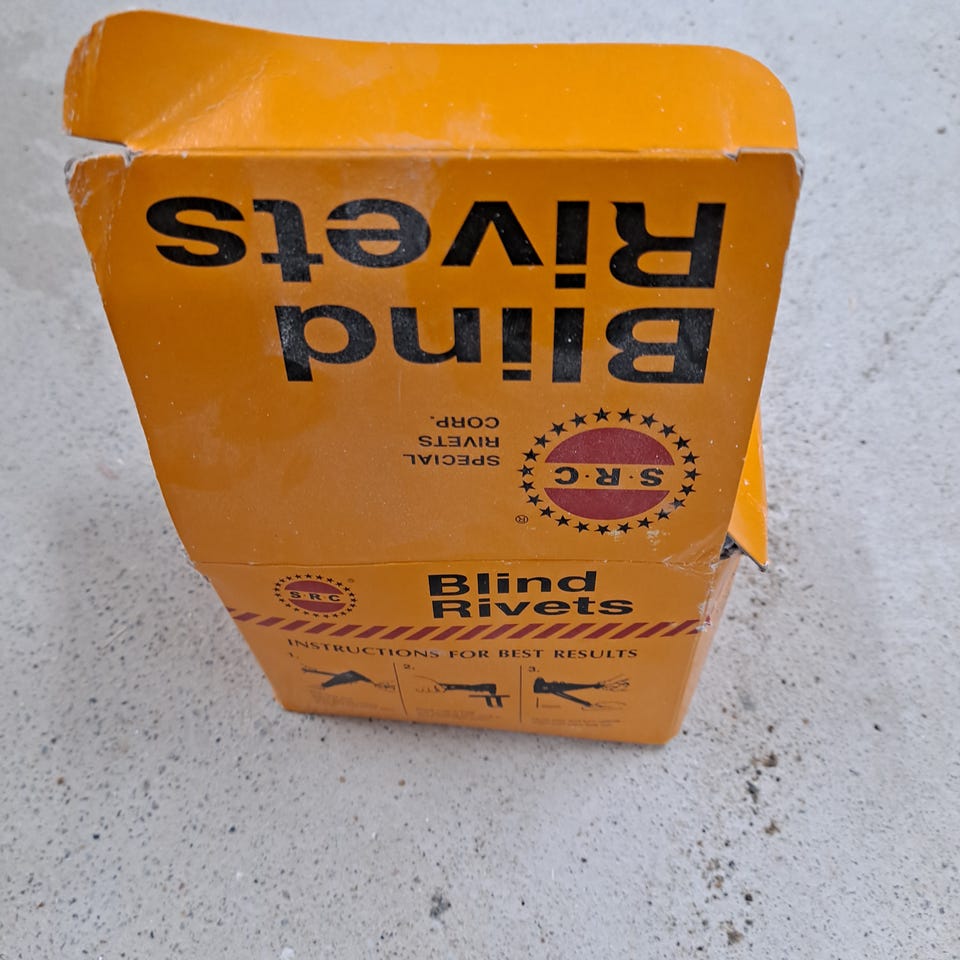 Blind
Rivets
SPECIAL
RIVETS
CORP.
S·R·C
®
S·R·C
®
Blind
Rivets
INSTRUCTIONS FOR BEST RESULTS
1.
2.
3.